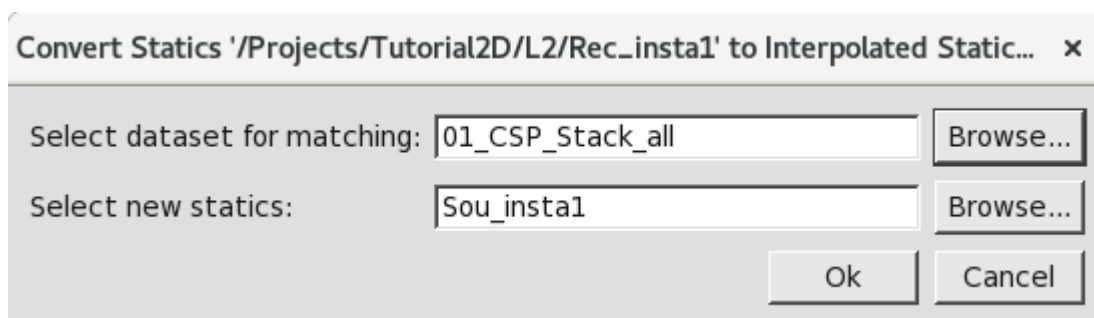 Convert Statics '/Projects/Tutorial2D/L2/Rec_insta1' to Interpolated Static... ×
Select dataset for matching: 01_CSP_Stack_all Browse...
Select new statics: Sou_insta1 Browse...
Ok Cancel